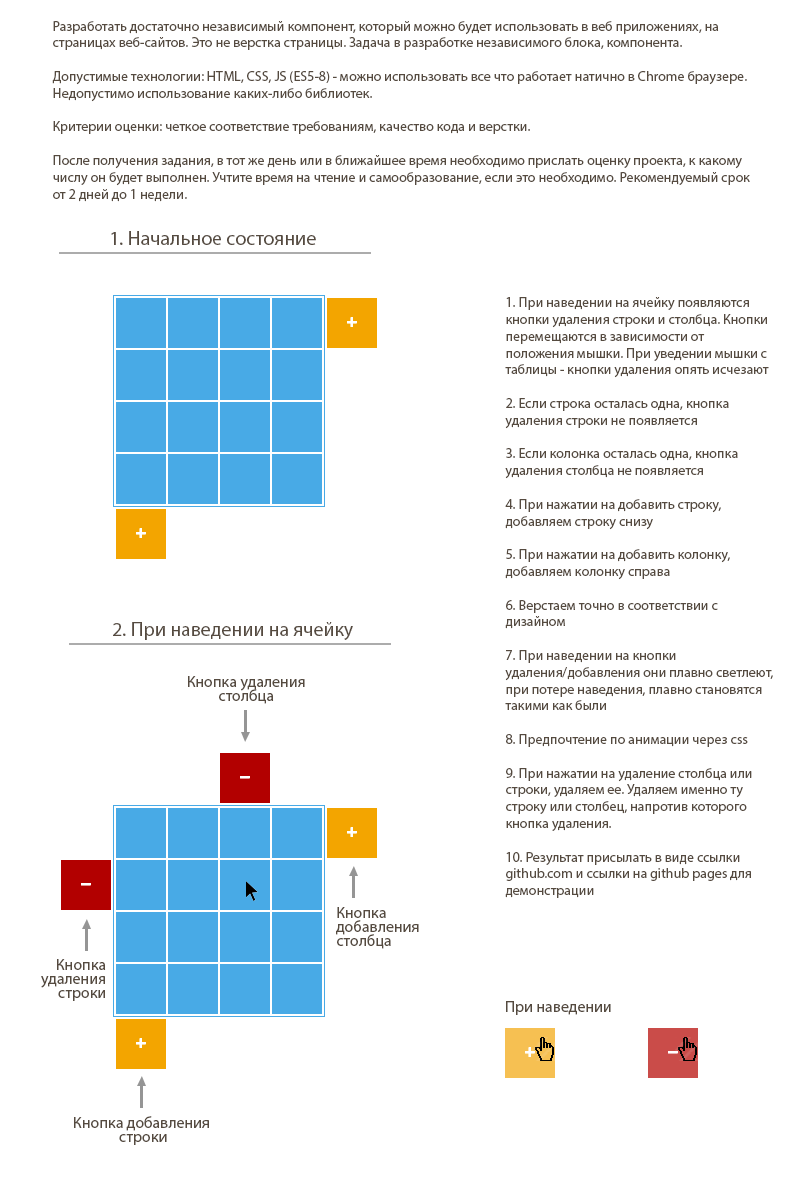 Разработать достаточно независимый компонент, который можно будет использовать в веб приложениях, на
страницах веб-сайтов. Это не верстка страницы. Задача в разработке независимого блока, компонента.
Допустимые технологии: HTML, CSS, JS (ES5-8) - можно использовать все что работает натично в Chrome браузере.
Недопустимо использование каких-либо библиотек.
Критерии оценки: четкое соответствие требованиям, качество кода и верстки.
После получения задания, в тот же день или в ближайшее время необходимо прислать оценку проекта, к какому
числу он будет выполнен. Учтите время на чтение и самообразование, если это необходимо. Рекомендуемый срок
от 2 дней до 1 недели.
1. Начальное состояние
+
+
1. При наведении на ячейку появляются
кнопки удаления строки и столбца. Кнопки
перемещаются в зависимости от
положения мышки. При уведении мышки с
таблицы - кнопки удаления опять исчезают
2. Если строка осталась одна, кнопка
удаления строки не появляется
3. Если колонка осталась одна, кнопка
удаления столбца не появляется
4. При нажатии на добавить строку,
добавляем строку снизу
5. При нажатии на добавить колонку,
добавляем колонку справа
6. Верстаем точно в соответствии с
дизайном
7. При наведении на кнопки
удаления/добавления они плавно светлеют,
при потере наведения, плавно становятся
такими как были
8. Предпочтение по анимации через css
9. При нажатии на удаление столбца или
строки, удаляем ее. Удаляем именно ту
строку или столбец, напротив которого
кнопка удаления.
10. Результат присылать в виде ссылки
github.com и ссылки на github pages для
демонстрации
2. При наведении на ячейку
Кнопка удаления
столбца
−
+
−
Кнопка
добавления
столбца
Кнопка
удаления
строки
+
Кнопка добавления
строки
При наведении
+
−